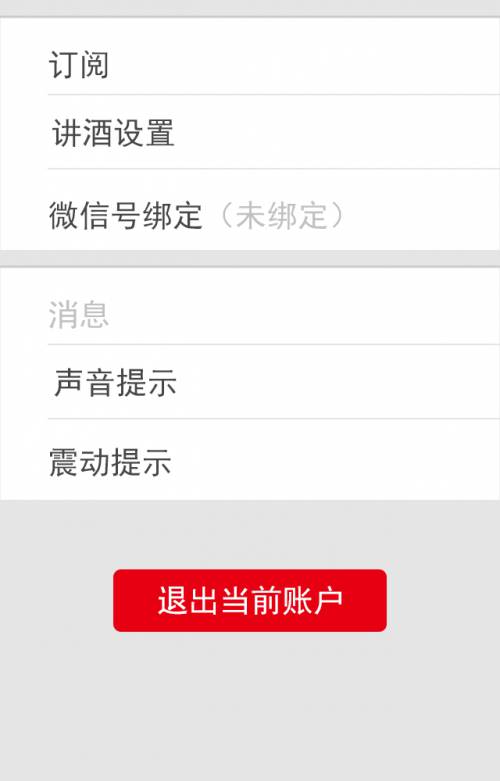 订阅
讲酒设置
微信号绑定（未绑定）
消息
声音提示
震动提示
退出当前账户